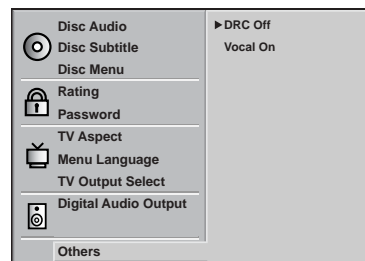 Disc Audio
Disc Subtitle
Disc Menu
Rating
Password
TV Aspect
Menu Language
TV Output Select
Digital Audio Output
Others
DRC Off
Vocal On